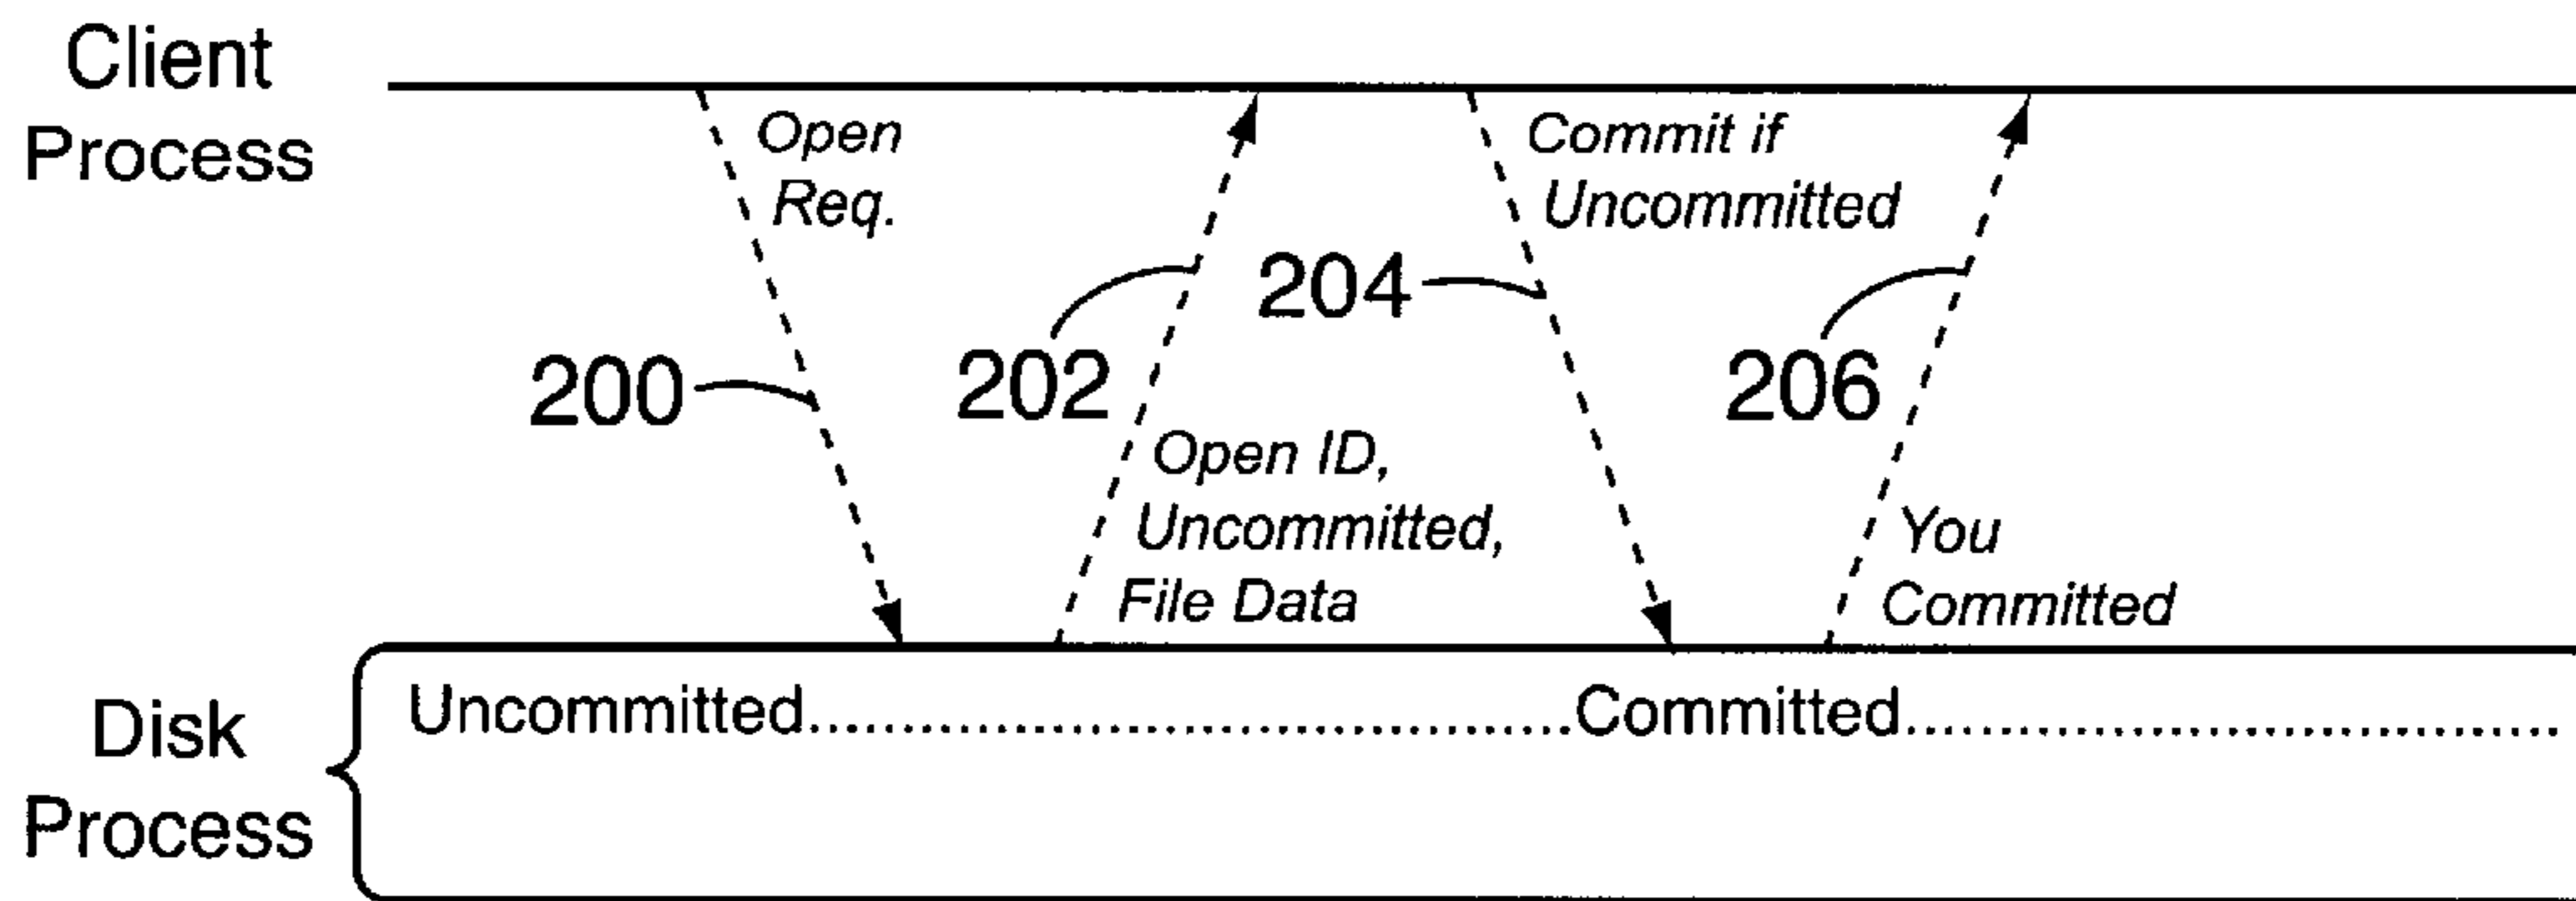 Client
Process
Open
Req.
200
202
Open ID,
Uncommitted,
File Data
204
Commit if
Uncommitted
206
You
Committed
Disk
Process
Uncommitted........................................Committed..................................